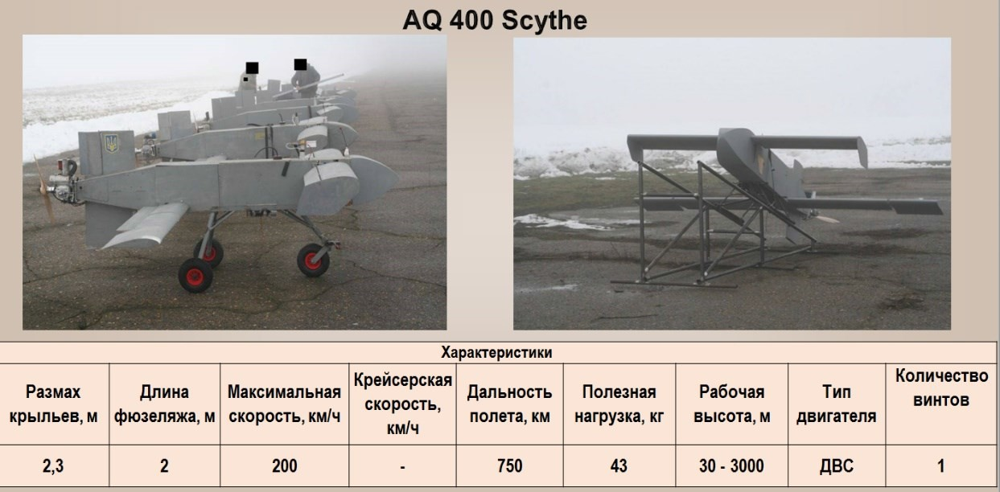 AQ 400 Scythe
Характеристики
Размах крыльев, м
Длина фюзеляжа, м
Максимальная скорость, км/ч
Крейсерская скорость, км/ч
Дальность полета, км
Полезная нагрузка, кг
Рабочая высота, м
Тип двигателя
Количество винтов
2,3
2
200
-
750
43
30 - 3000
ДВС
1